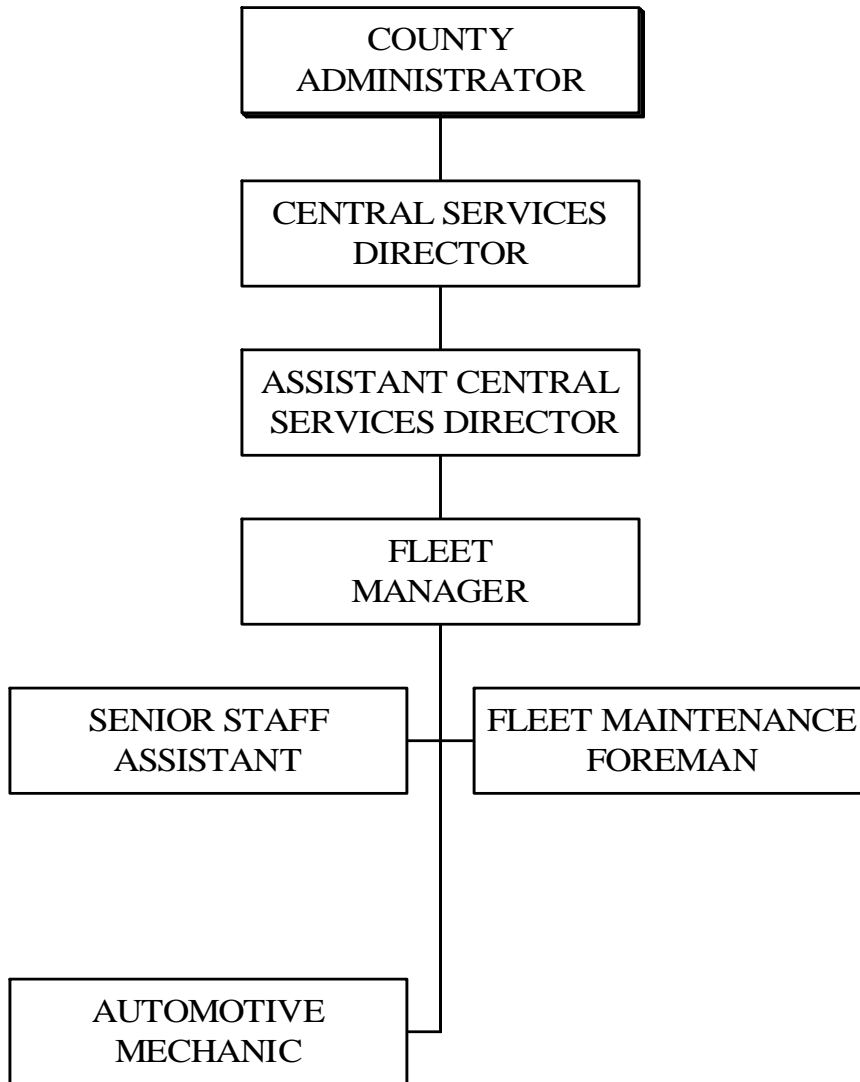 COUNTY
ADMINISTRATOR
CENTRAL SERVICES
DIRECTOR
ASSISTANT CENTRAL
SERVICES DIRECTOR
FLEET
MANAGER
SENIOR STAFF
ASSISTANT
FLEET MAINTENANCE
FOREMAN
AUTOMOTIVE
MECHANIC